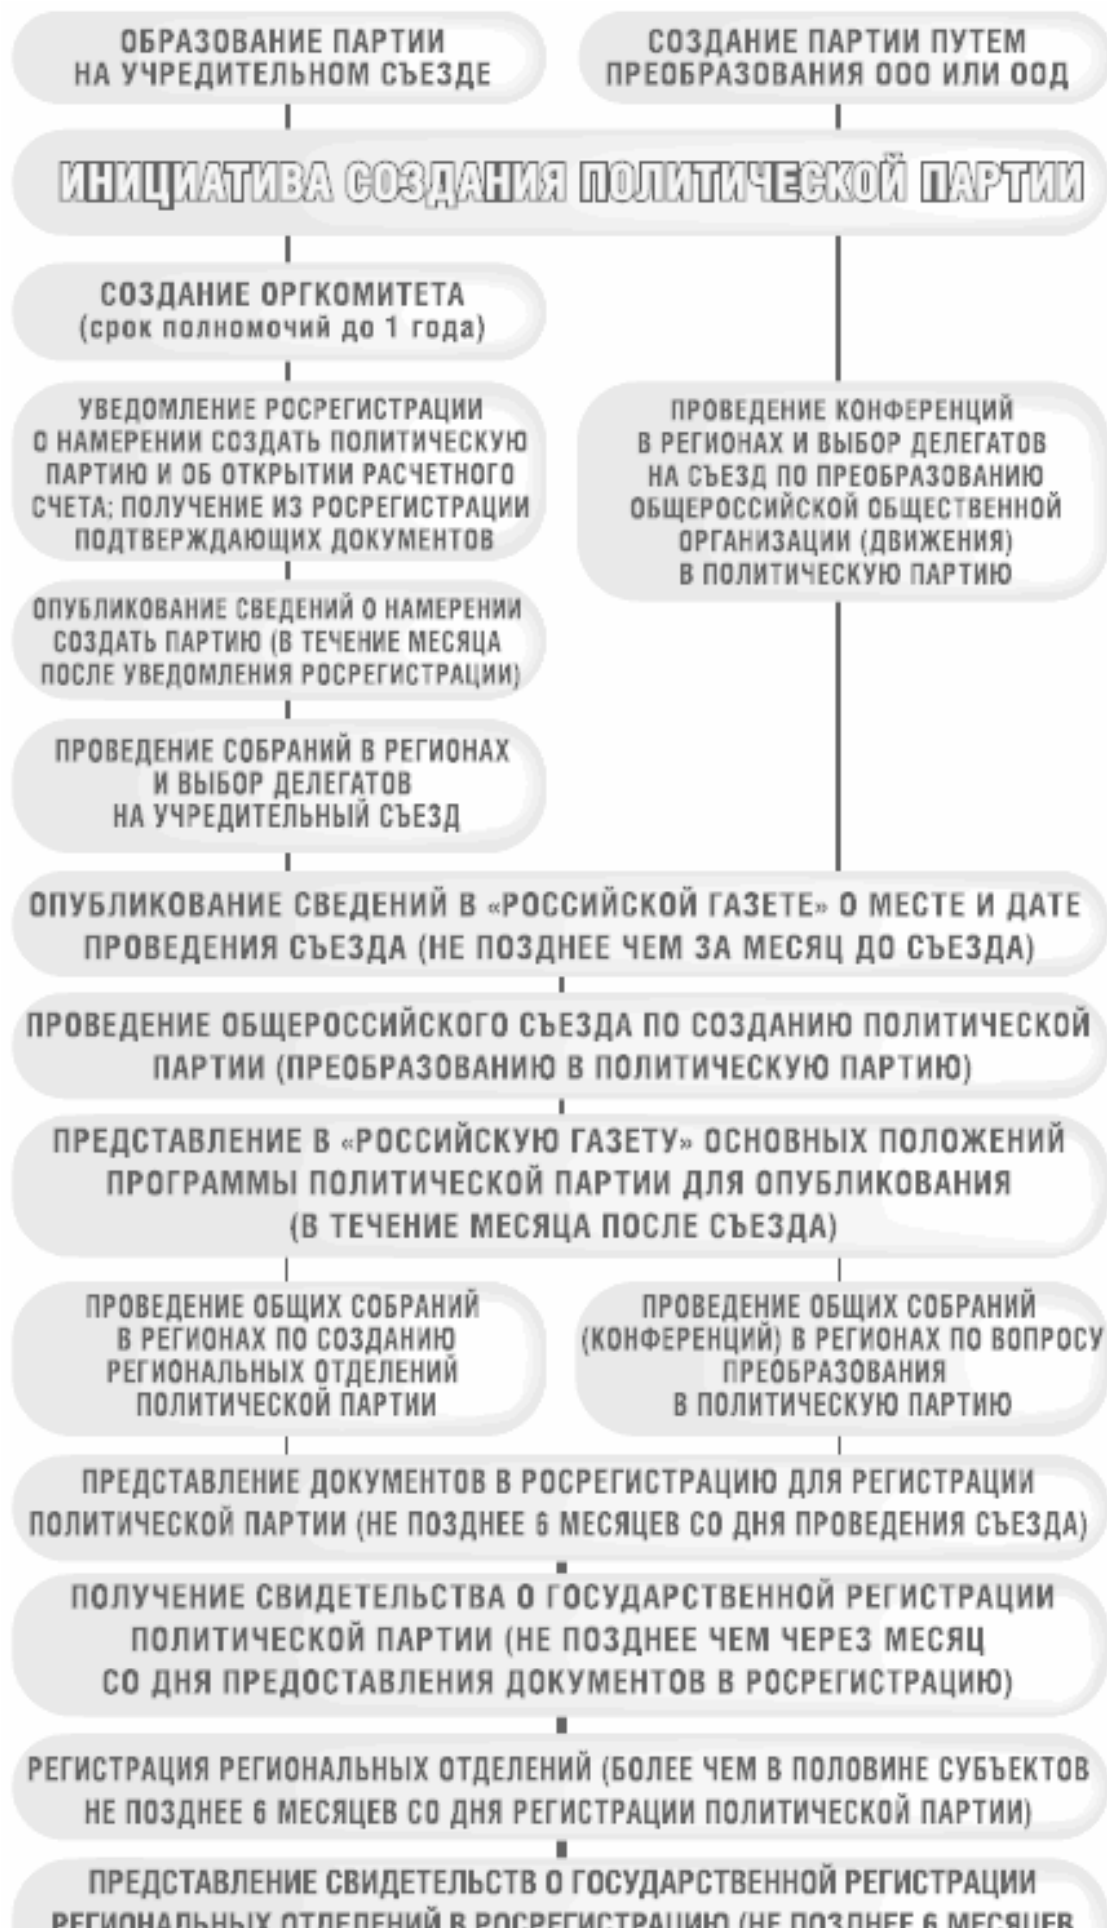 ОБРАЗОВАНИЕ ПАРТИИ
НА УЧРЕДИТЕЛЬНОМ СЪЕЗДЕ
СОЗДАНИЕ ПАРТИИ ПУТЕМ
ПРЕОБРАЗОВАНИЯ ООО ИЛИ ООД
ИНИЦИАТИВА СОЗДАНИЯ ПОЛИТИЧЕСКОЙ ПАРТИИ
СОЗДАНИЕ ОРГКОМИТЕТА
(срок полномочий до 1 года)
УВЕДОМЛЕНИЕ РОСРЕГИСТРАЦИИ
О НАМЕРЕНИИ СОЗДАТЬ ПОЛИТИЧЕСКУЮ
ПАРТИЮ И ОБ ОТКРЫТИИ РАСЧЕТНОГО
СЧЕТА; ПОЛУЧЕНИЕ ИЗ РОСРЕГИСТРАЦИИ
ПОДТВЕРЖДАЮЩИХ ДОКУМЕНТОВ
ПРОВЕДЕНИЕ КОНФЕРЕНЦИЙ
В РЕГИОНАХ И ВЫБОР ДЕЛЕГАТОВ
НА СЪЕЗД ПО ПРЕОБРАЗОВАНИЮ
ОБЩЕРОССИЙСКОЙ ОБЩЕСТВЕННОЙ
ОРГАНИЗАЦИИ (ДВИЖЕНИЯ)
В ПОЛИТИЧЕСКУЮ ПАРТИЮ
ОПУБЛИКОВАНИЕ СВЕДЕНИЙ О НАМЕРЕНИИ
СОЗДАТЬ ПАРТИЮ (В ТЕЧЕНИЕ МЕСЯЦА
ПОСЛЕ УВЕДОМЛЕНИЯ РОСРЕГИСТРАЦИИ)
ПРОВЕДЕНИЕ СОБРАНИЙ В РЕГИОНАХ
И ВЫБОР ДЕЛЕГАТОВ
НА УЧРЕДИТЕЛЬНЫЙ СЪЕЗД
ОПУБЛИКОВАНИЕ СВЕДЕНИЙ В «РОССИЙСКОЙ ГАЗЕТЕ» О МЕСТЕ И ДАТЕ
ПРОВЕДЕНИЯ СЪЕЗДА (НЕ ПОЗДНЕЕ ЧЕМ ЗА МЕСЯЦ ДО СЪЕЗДА)
ПРОВЕДЕНИЕ ОБЩЕРОССИЙСКОГО СЪЕЗДА ПО СОЗДАНИЮ ПОЛИТИЧЕСКОЙ
ПАРТИИ (ПРЕОБРАЗОВАНИЮ В ПОЛИТИЧЕСКУЮ ПАРТИЮ)
ПРЕДСТАВЛЕНИЕ В «РОССИЙСКУЮ ГАЗЕТУ» ОСНОВНЫХ ПОЛОЖЕНИЙ
ПРОГРАММЫ ПОЛИТИЧЕСКОЙ ПАРТИИ ДЛЯ ОПУБЛИКОВАНИЯ
(В ТЕЧЕНИЕ МЕСЯЦА ПОСЛЕ СЪЕЗДА)
ПРОВЕДЕНИЕ ОБЩИХ СОБРАНИЙ
В РЕГИОНАХ ПО СОЗДАНИЮ
РЕГИОНАЛЬНЫХ ОТДЕЛЕНИЙ
ПОЛИТИЧЕСКОЙ ПАРТИИ
ПРОВЕДЕНИЕ ОБЩИХ СОБРАНИЙ
(КОНФЕРЕНЦИЙ) В РЕГИОНАХ ПО ВОПРОСУ
ПРЕОБРАЗОВАНИЯ
В ПОЛИТИЧЕСКУЮ ПАРТИЮ
ПРЕДСТАВЛЕНИЕ ДОКУМЕНТОВ В РОСРЕГИСТРАЦИЮ ДЛЯ РЕГИСТРАЦИИ
ПОЛИТИЧЕСКОЙ ПАРТИИ (НЕ ПОЗДНЕЕ 6 МЕСЯЦЕВ СО ДНЯ ПРОВЕДЕНИЯ СЪЕЗДА)
ПОЛУЧЕНИЕ СВИДЕТЕЛЬСТВА О ГОСУДАРСТВЕННОЙ РЕГИСТРАЦИИ
ПОЛИТИЧЕСКОЙ ПАРТИИ (НЕ ПОЗДНЕЕ ЧЕМ ЧЕРЕЗ МЕСЯЦ
СО ДНЯ ПРЕДОСТАВЛЕНИЯ ДОКУМЕНТОВ В РОСРЕГИСТРАЦИЮ)
РЕГИСТРАЦИЯ РЕГИОНАЛЬНЫХ ОТДЕЛЕНИЙ (БОЛЕЕ ЧЕМ В ПОЛОВИНЕ СУБЪЕКТОВ
НЕ ПОЗДНЕЕ 6 МЕСЯЦЕВ СО ДНЯ РЕГИСТРАЦИИ ПОЛИТИЧЕСКОЙ ПАРТИИ)
ПРЕДСТАВЛЕНИЕ СВИДЕТЕЛЬСТВ О ГОСУДАРСТВЕННОЙ РЕГИСТРАЦИИ
РЕГИОНАЛЬНЫХ ОТДЕЛЕНИЙ В РОСРЕГИСТРАЦИЮ (НЕ ПОЗДНЕЕ 6 МЕСЯЦЕВ